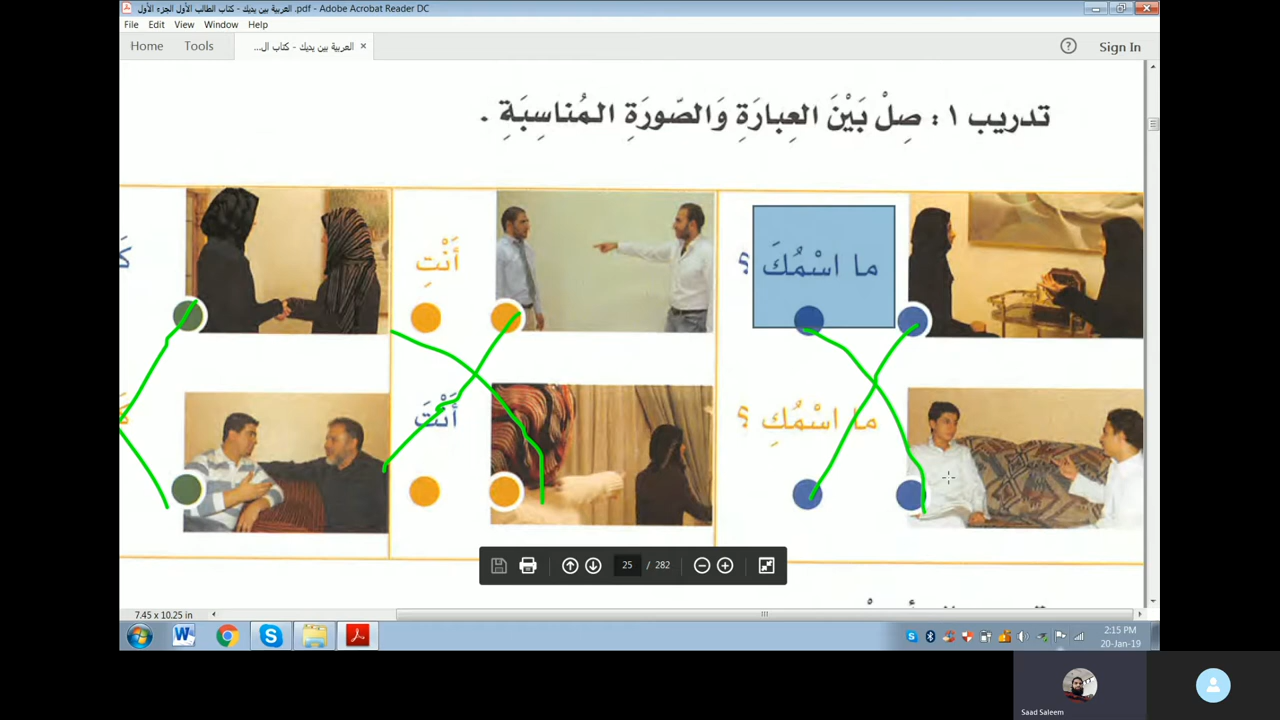 العربية بين يديك - كتاب الطالب الأول الجزء الأول.pdf - Adobe Acrobat Reader DC
File Edit View Window Help
Home Tools العربية بين يديك - كتاب ال... × Sign In
تدريب ١ : صِلْ بَيْنَ العِبارَةِ وَالصّورَةِ المُناسِبَةِ .
ما اسْمُكَ ؟
أَنْتِ
ما اسْمُكِ ؟
أَنْتَ
25 / 282
7.45 x 10.25 in
2:15 PM
20-Jan-19
Saad Saleem